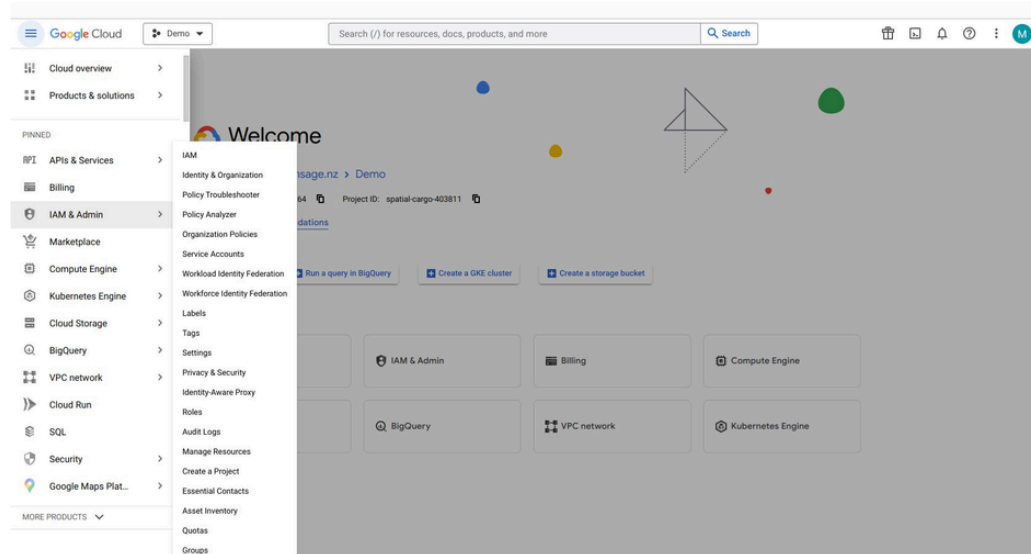 Google Cloud
Demo
Search (/) for resources, docs, products, and more
Search
M
Cloud overview
Products & solutions
PINNED
API APIs & Services
Billing
IAM & Admin
Marketplace
Compute Engine
Kubernetes Engine
Cloud Storage
BigQuery
VPC network
Cloud Run
SQL
Security
Google Maps Plat...
MORE PRODUCTS
IAM
Identity & Organization
Policy Troubleshooter
Policy Analyzer
Organization Policies
Service Accounts
Workload Identity Federation
Workforce Identity Federation
Labels
Tags
Settings
Privacy & Security
Identity-Aware Proxy
Roles
Audit Logs
Manage Resources
Create a Project
Essential Contacts
Asset Inventory
Quotas
Groups
Welcome
nsage.nz > Demo
64 Project ID: spatial-cargo-403811
dations
Run a query in BigQuery
Create a GKE cluster
Create a storage bucket
IAM & Admin
Billing
Compute Engine
BigQuery
VPC network
Kubernetes Engine